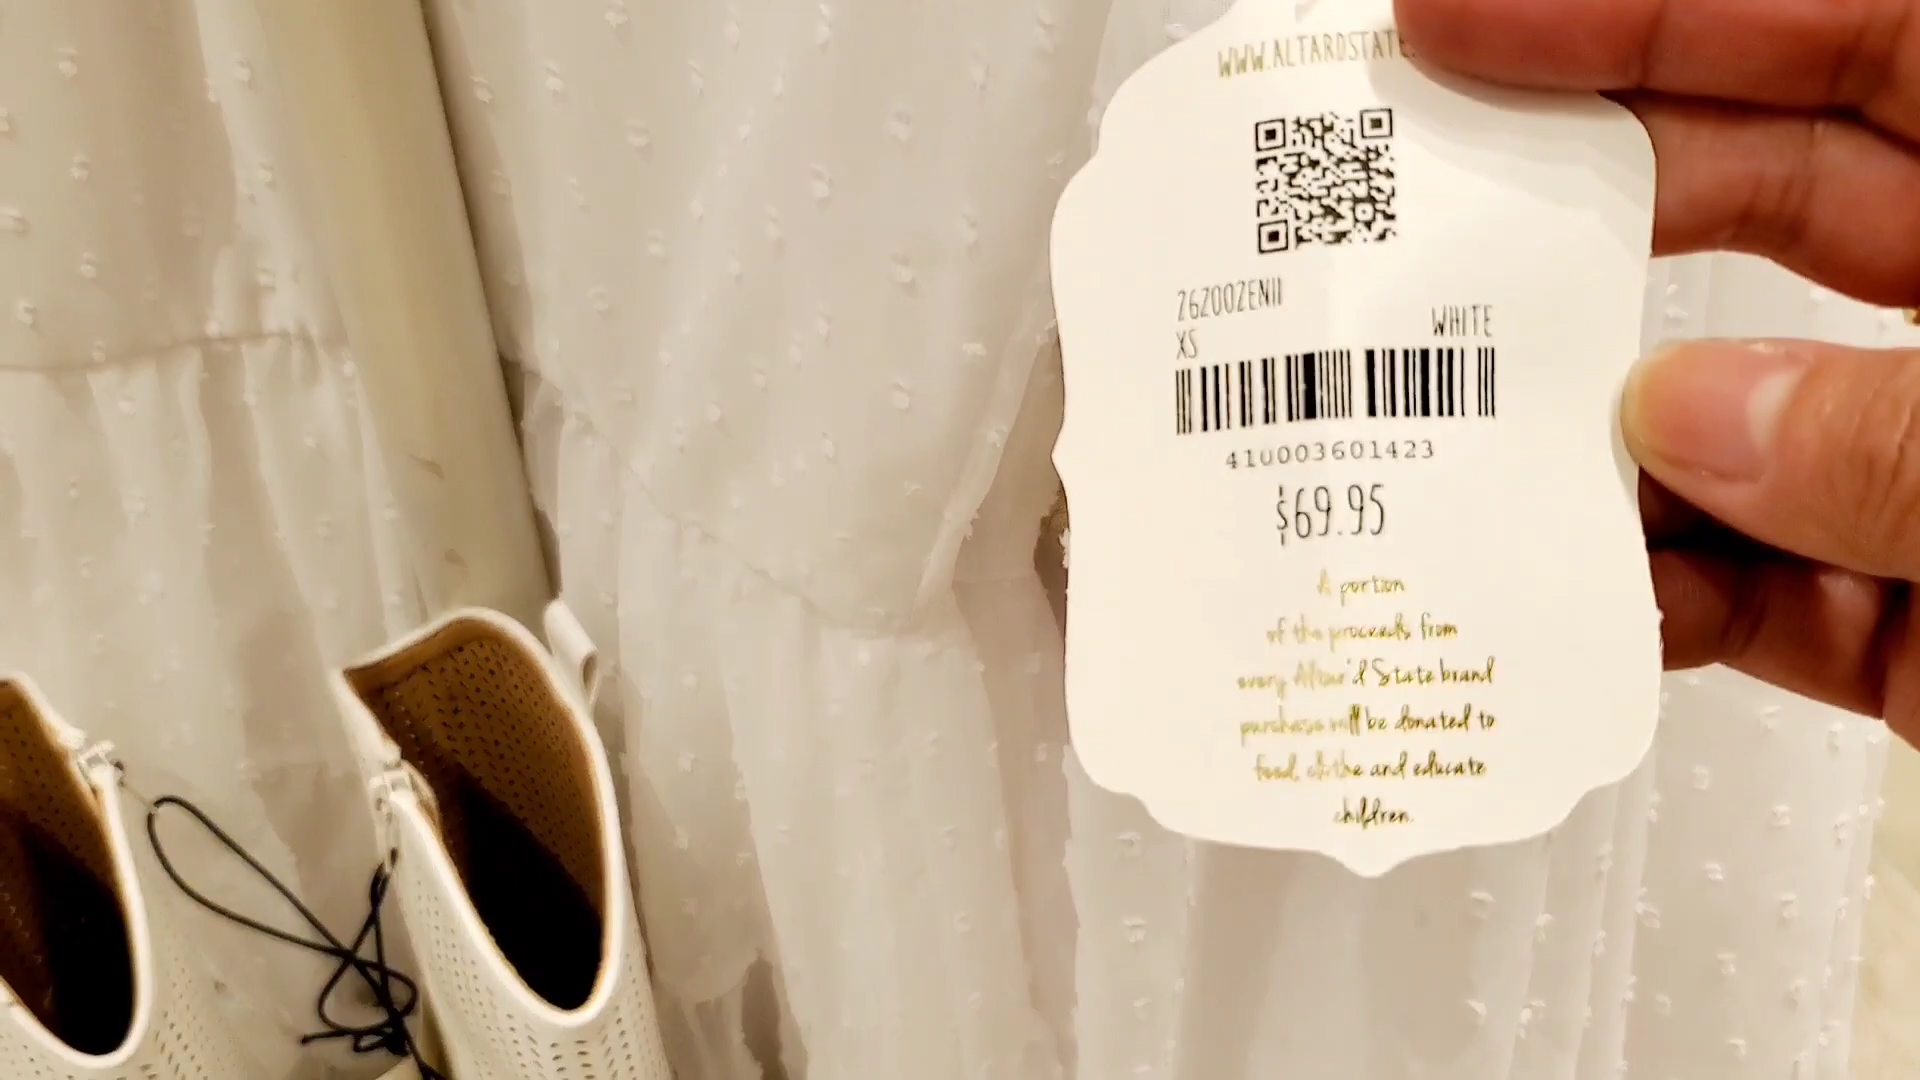 WWW.ALTARDSTATE.
26Z002ENII
XS
WHITE
410003601423
$69.95
A portion
of the proceeds from
every Altar'd State brand
purchase will be donated to
feed, clothe and educate
children.